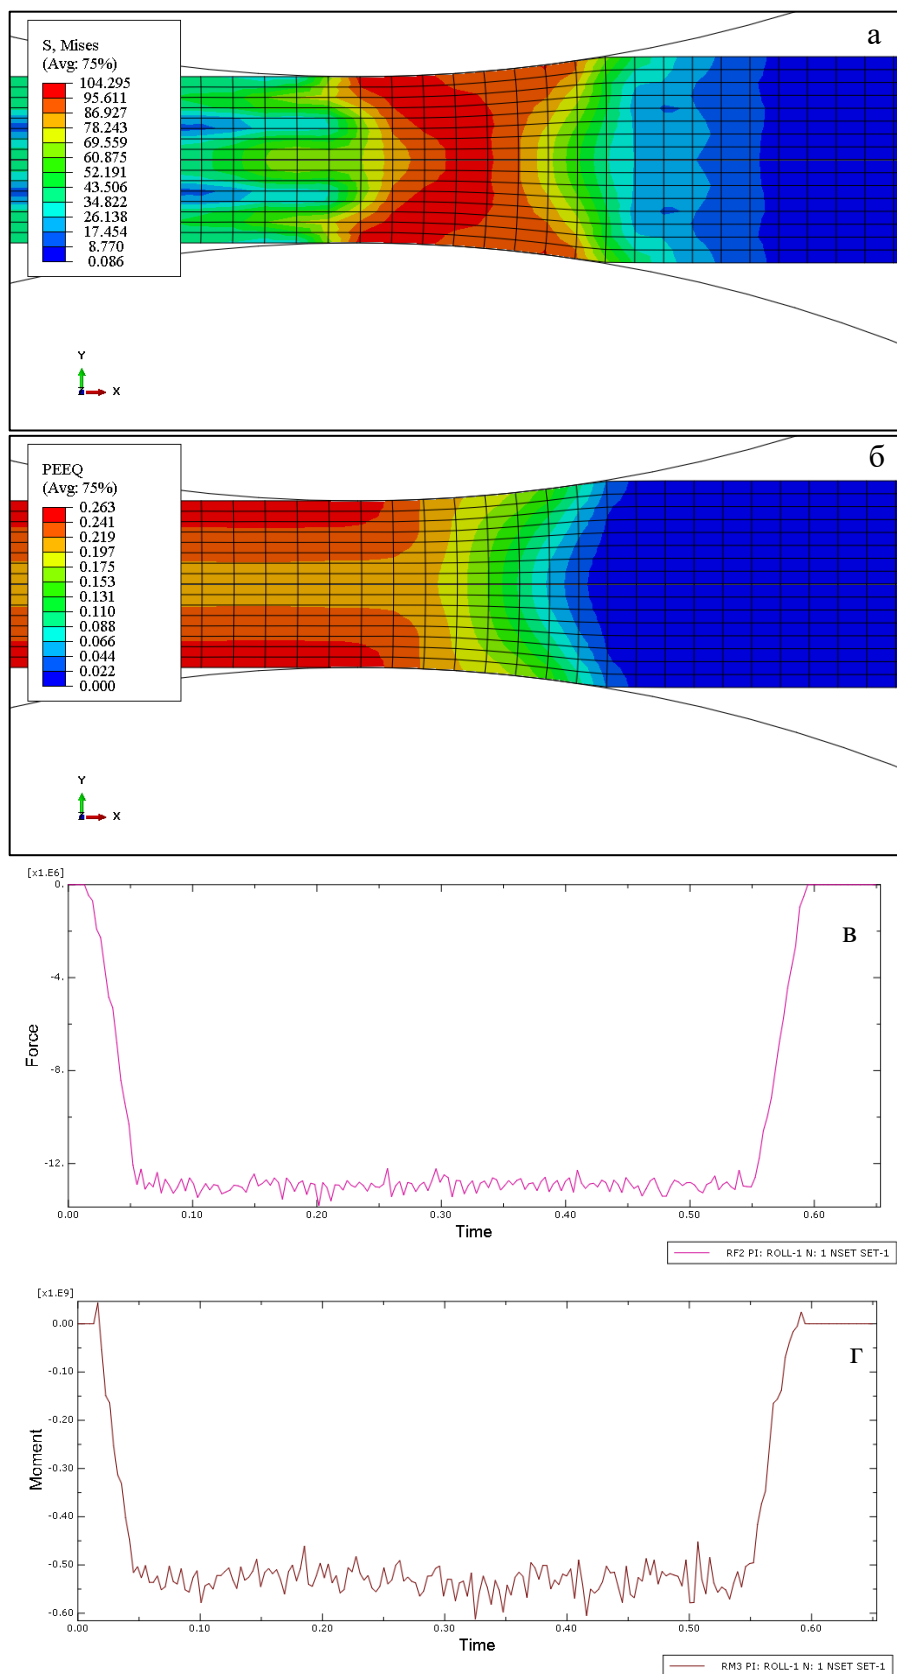 а
S, Mises
(Avg: 75%)
104.295
95.611
86.927
78.243
69.559
60.875
52.191
43.506
34.822
26.138
17.454
8.770
0.086
Y
Z
X
б
PEEQ
(Avg: 75%)
0.263
0.241
0.219
0.197
0.175
0.153
0.131
0.110
0.088
0.066
0.044
0.022
0.000
Y
Z
X
[x1.E6]
0.
-4.
-8.
-12.
Force
в
0.00
0.10
0.20
0.30
0.40
0.50
0.60
Time
RF2 PI: ROLL-1 N: 1 NSET SET-1
[x1.E9]
0.00
-0.10
-0.20
-0.30
-0.40
-0.50
-0.60
Moment
г
0.00
0.10
0.20
0.30
0.40
0.50
0.60
Time
RM3 PI: ROLL-1 N: 1 NSET SET-1